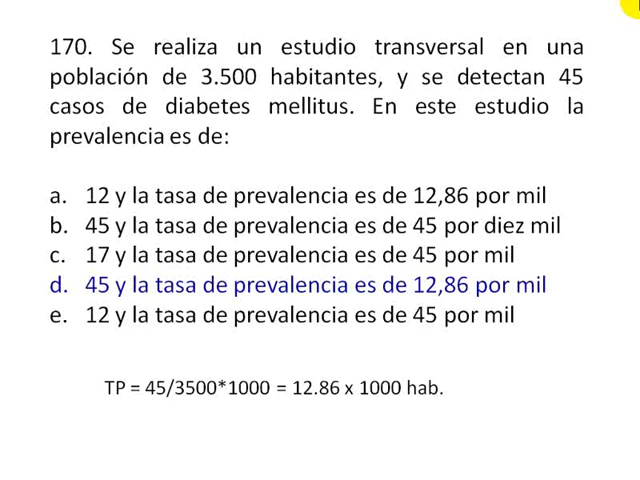 170. Se realiza un estudio transversal en una
población de 3.500 habitantes, y se detectan 45
casos de diabetes mellitus. En este estudio la
prevalencia es de:
a. 12 y la tasa de prevalencia es de 12,86 por mil
b. 45 y la tasa de prevalencia es de 45 por diez mil
c. 17 y la tasa de prevalencia es de 45 por mil
d. 45 y la tasa de prevalencia es de 12,86 por mil
e. 12 y la tasa de prevalencia es de 45 por mil
TP = 45/3500*1000 = 12.86 x 1000 hab.